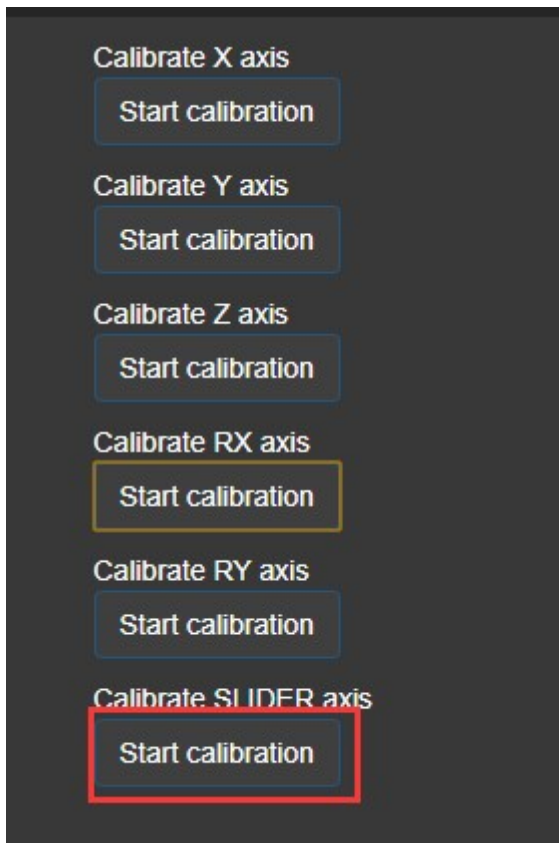 Calibrate X axis
Start calibration
Calibrate Y axis
Start calibration
Calibrate Z axis
Start calibration
Calibrate RX axis
Start calibration
Calibrate RY axis
Start calibration
Calibrate SLIDER axis
Start calibration